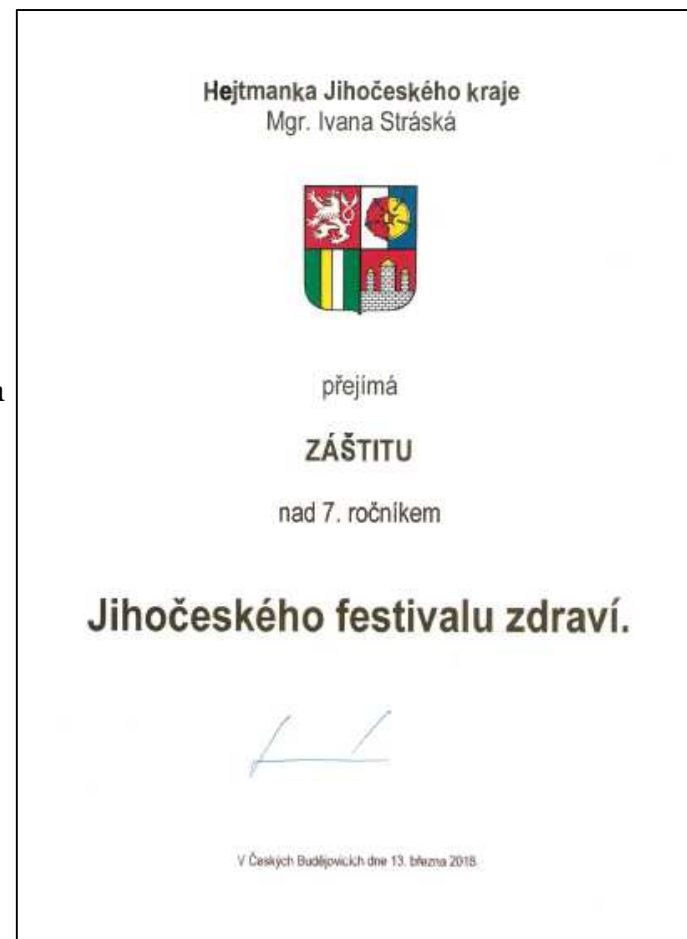 Hejtmanka Jihočeského kraje
Mgr. Ivana Stráská
přejímá
ZÁŠTITU
nad 7. ročníkem
Jihočeského festivalu zdraví.
V Českých Budějovicích dne 13. března 2018